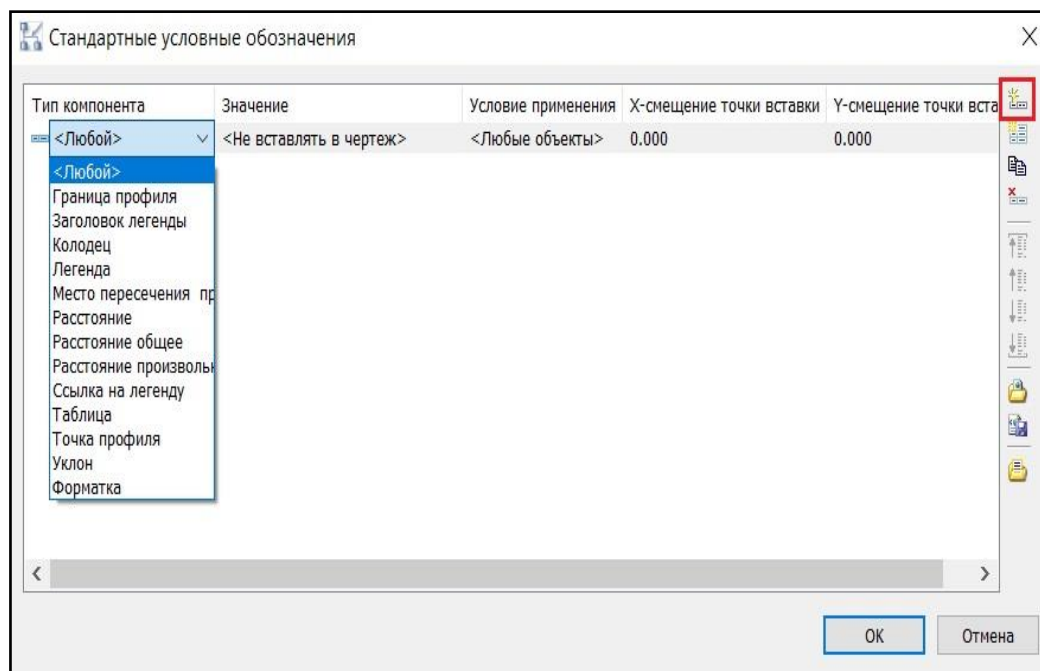 Стандартные условные обозначения
Тип компонента Значение Условие применения X-смещение точки вставки Y-смещение точки вста
<Любой> <Не вставлять в чертеж> <Любые объекты> 0.000 0.000
<Любой>
Граница профиля
Заголовок легенды
Колодец
Легенда
Место пересечения пр
Расстояние
Расстояние общее
Расстояние произволь
Ссылка на легенду
Таблица
Точка профиля
Уклон
Форматка
OK Отмена